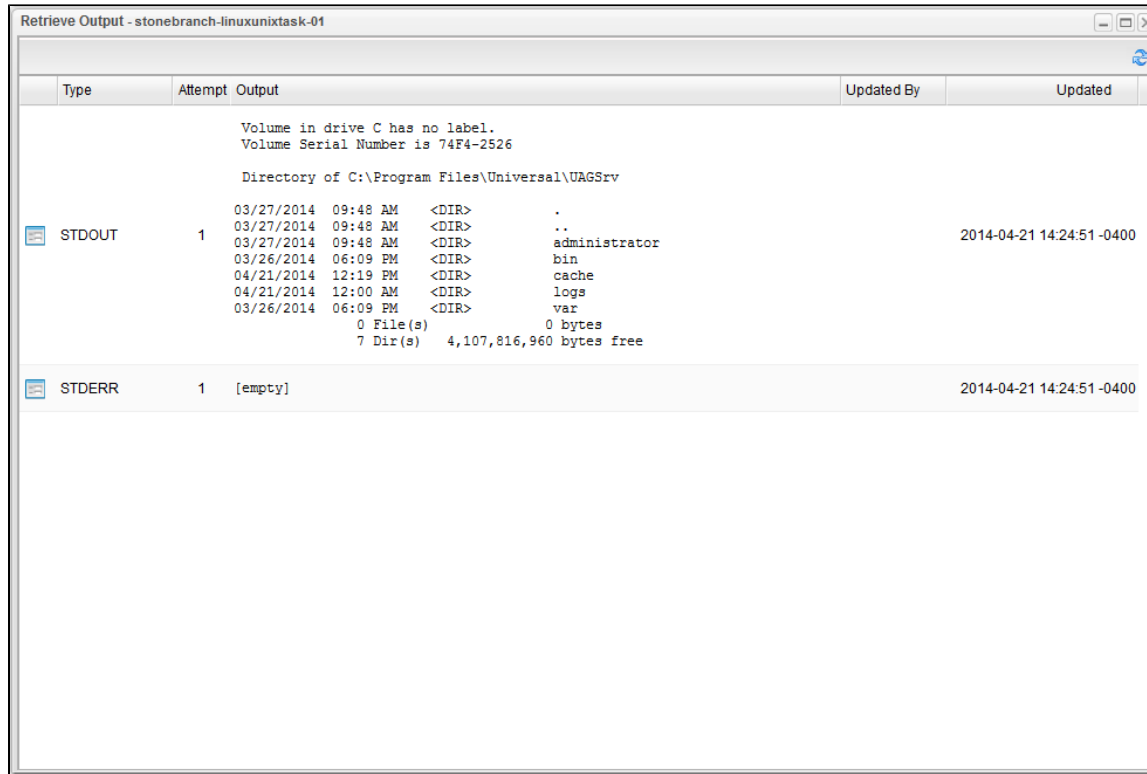 Retrieve Output - stonebranch-linuxunixtask-01
Type Attempt Output Updated By Updated
Volume in drive C has no label.
Volume Serial Number is 74F4-2526
Directory of C:\Program Files\Universal\UAGSrv
03/27/2014 09:48 AM <DIR> .
03/27/2014 09:48 AM <DIR> ..
STDOUT 1 03/27/2014 09:48 AM <DIR> administrator 2014-04-21 14:24:51 -0400
03/26/2014 06:09 PM <DIR> bin
04/21/2014 12:19 PM <DIR> cache
04/21/2014 12:00 AM <DIR> logs
03/26/2014 06:09 PM <DIR> var
0 File(s) 0 bytes
7 Dir(s) 4,107,816,960 bytes free
STDERR 1 [empty] 2014-04-21 14:24:51 -0400